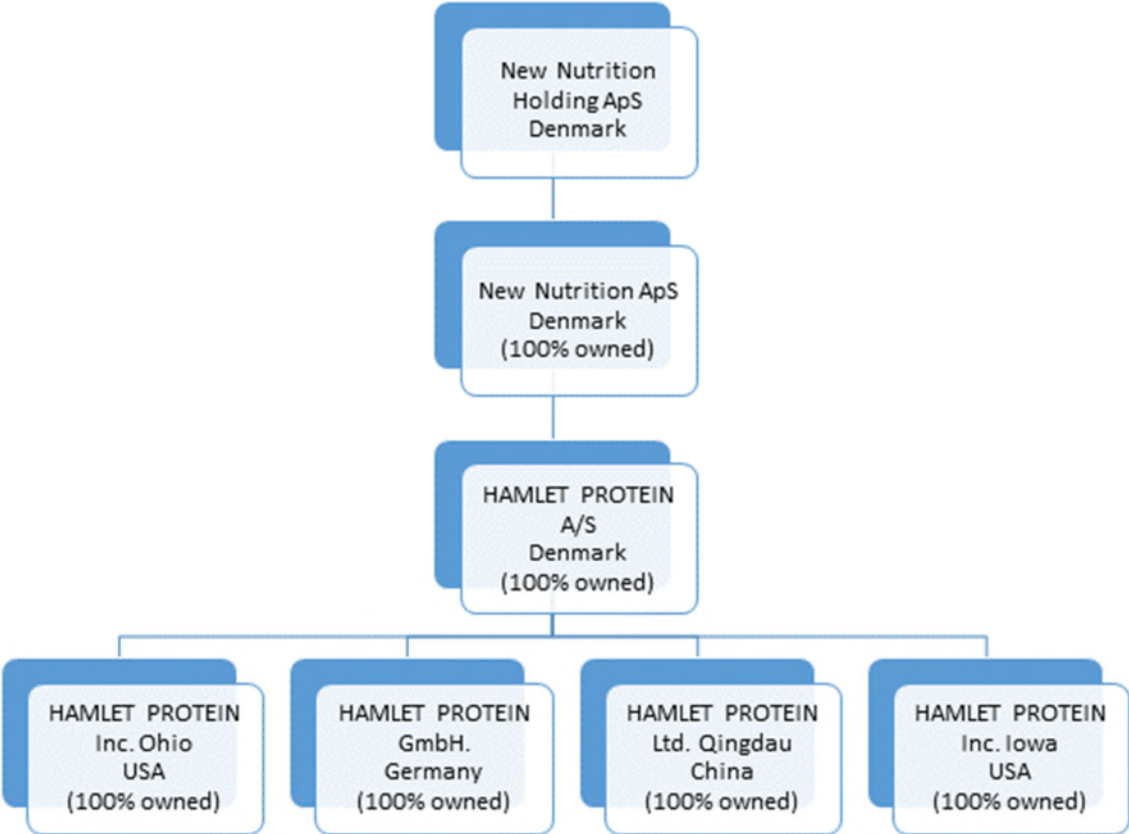 New Nutrition
Holding ApS
Denmark
New Nutrition ApS
Denmark
(100% owned)
HAMLET PROTEIN
A/S
Denmark
(100% owned)
HAMLET PROTEIN
Inc. Ohio
USA
(100% owned)
HAMLET PROTEIN
GmbH.
Germany
(100% owned)
HAMLET PROTEIN
Ltd. Qingdau
China
(100% owned)
HAMLET PROTEIN
Inc. Iowa
USA
(100% owned)